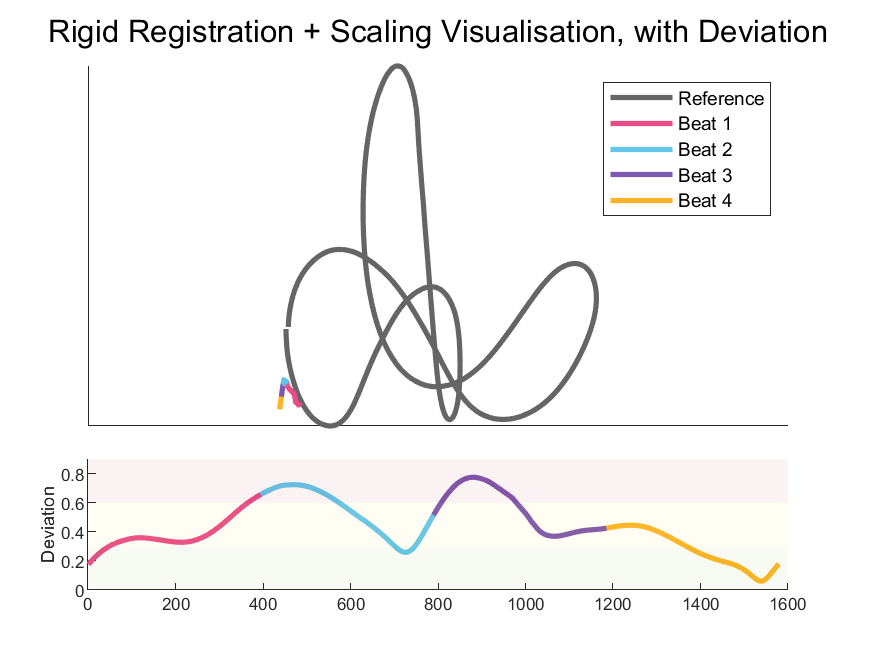 Rigid Registration + Scaling Visualisation, with Deviation
Reference
Beat 1
Beat 2
Beat 3
Beat 4
Deviation
0.8
0.6
0.4
0.2
0
0 200 400 600 800 1000 1200 1400 1600